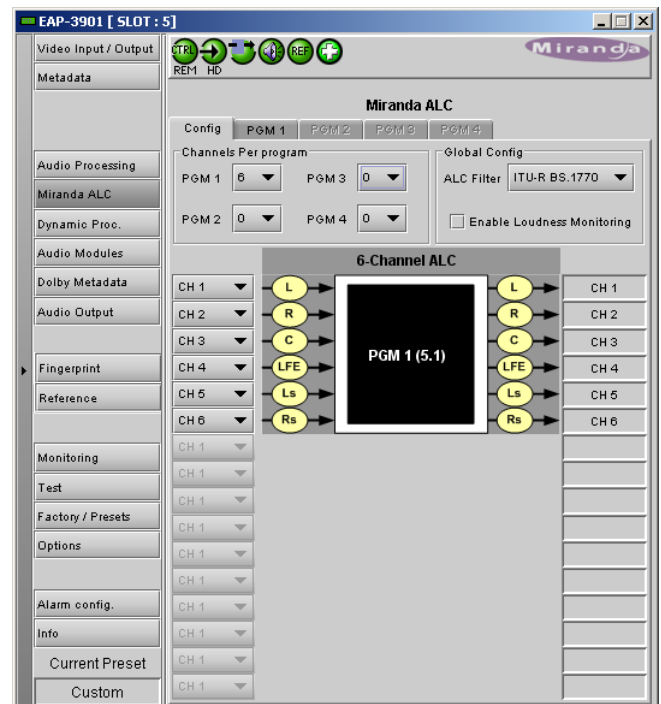 EAP-3901 [ SLOT : 5]
Video Input / Output
Metadata
Audio Processing
Miranda ALC
Dynamic Proc.
Audio Modules
Dolby Metadata
Audio Output
Fingerprint
Reference
Monitoring
Test
Factory / Presets
Options
Alarm config.
Info
Current Preset
Custom
CTRL REF
REM HD
Miranda
Miranda ALC
Config PGM 1 PGM 2 PGM 3 PGM 4
Channels Per program
PGM 1 6 PGM 3 0
PGM 2 0 PGM 4 0
Global Config
ALC Filter ITU-R BS.1770
Enable Loudness Monitoring
6-Channel ALC
CH 1 L L CH 1
CH 2 R R CH 2
CH 3 C C CH 3
PGM 1 (5.1)
CH 4 LFE LFE CH 4
CH 5 Ls Ls CH 5
CH 6 Rs Rs CH 6
CH 1
CH 1
CH 1
CH 1
CH 1
CH 1
CH 1
CH 1
CH 1
CH 1